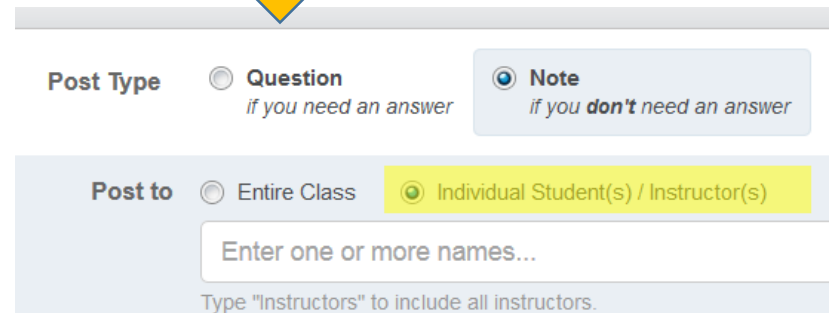 Post Type Question Note
if you need an answer if you don't need an answer
Post to Entire Class Individual Student(s) / Instructor(s)
Enter one or more names...
Type "Instructors" to include all instructors.